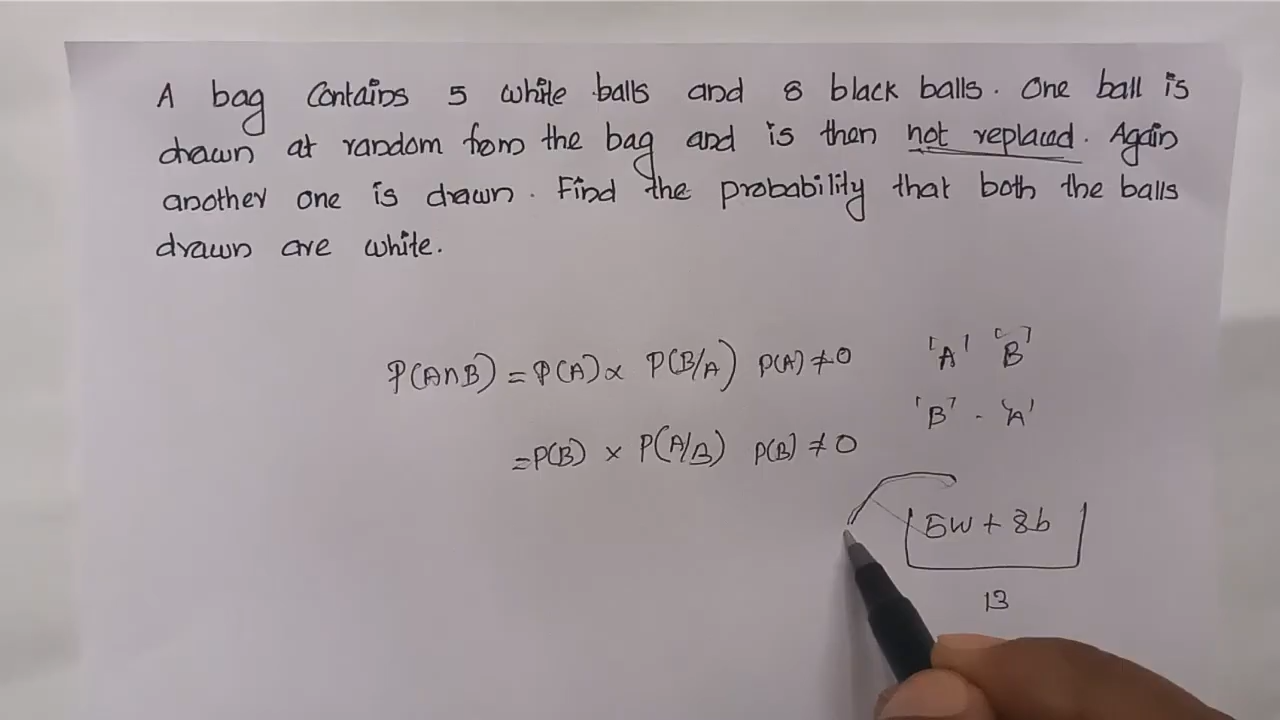 A bag Contains 5 white balls and 8 black balls. One ball is
drawn at random from the bag and is then not replaced. Again
another one is drawn. Find the probability that both the balls
drawn are white.
P(A∩B) = P(A) × P(B/A) P(A) ≠ 0 'A' 'B'
= P(B) × P(A/B) P(B) ≠ 0 'B' - 'A'
5W + 8b
13